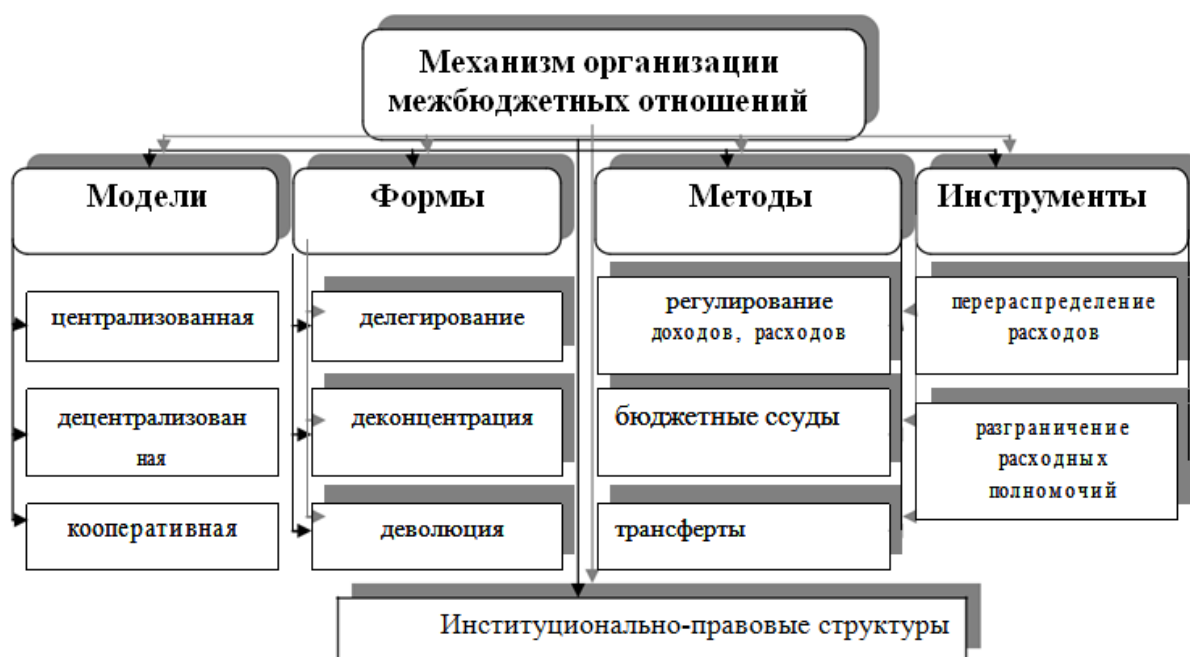 Механизм организации
межбюджетных отношений
Модели
Формы
Методы
Инструменты
централизованная
децентрализован
ная
кооперативная
делегирование
деконцентрация
деволюция
регулирование
доходов, расходов
бюджетные ссуды
трансферты
перераспределение
расходов
разграничение
расходных
полномочий
Институционально-правовые структуры